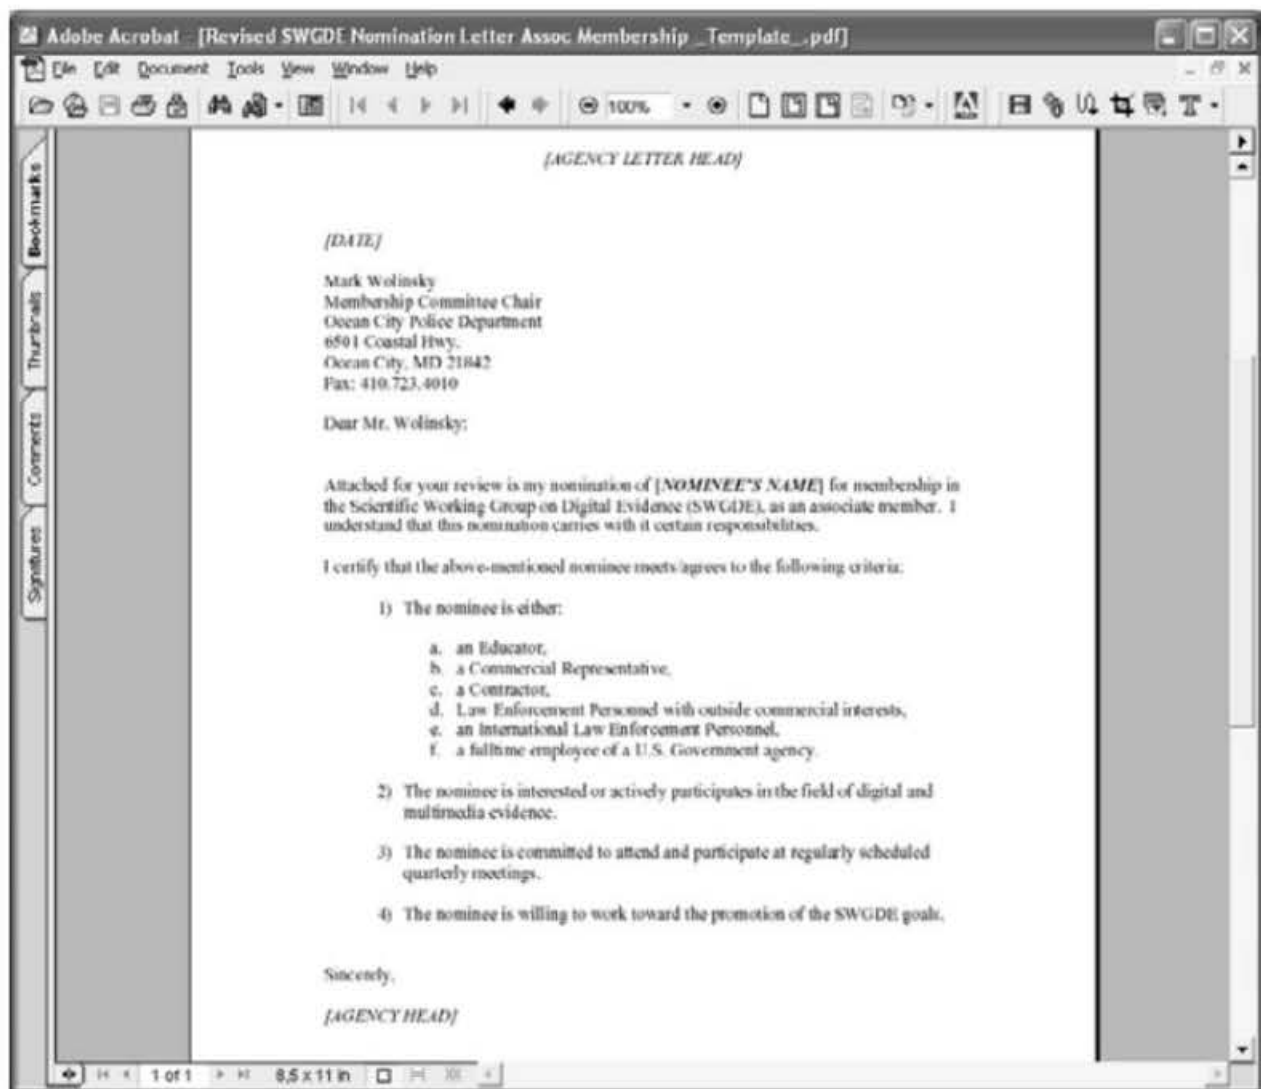 Adobe Acrobat - [Revised SWGDE Nomination Letter Assoc Membership _Template_.pdf]
File Edit Document Tools View Window Help
100%
Bookmarks
Thumbnails
Comments
Signatures
[AGENCY LETTER HEAD]
[DATE]
Mark Wolinsky
Membership Committee Chair
Ocean City Police Department
6501 Coastal Hwy.
Ocean City, MD 21842
Fax: 410.723.4010
Dear Mr. Wolinsky:
Attached for your review is my nomination of [NOMINEE'S NAME] for membership in
the Scientific Working Group on Digital Evidence (SWGDE), as an associate member. I
understand that this nomination carries with it certain responsibilities.
I certify that the above-mentioned nominee meets/agrees to the following criteria:
1) The nominee is either:
a. an Educator,
b. a Commercial Representative,
c. a Contractor,
d. Law Enforcement Personnel with outside commercial interests,
e. an International Law Enforcement Personnel,
f. a fulltime employee of a U.S. Government agency.
2) The nominee is interested or actively participates in the field of digital and
multimedia evidence.
3) The nominee is committed to attend and participate at regularly scheduled
quarterly meetings.
4) The nominee is willing to work toward the promotion of the SWGDE goals.
Sincerely,
[AGENCY HEAD]
1 of 1 8,5 x 11 in